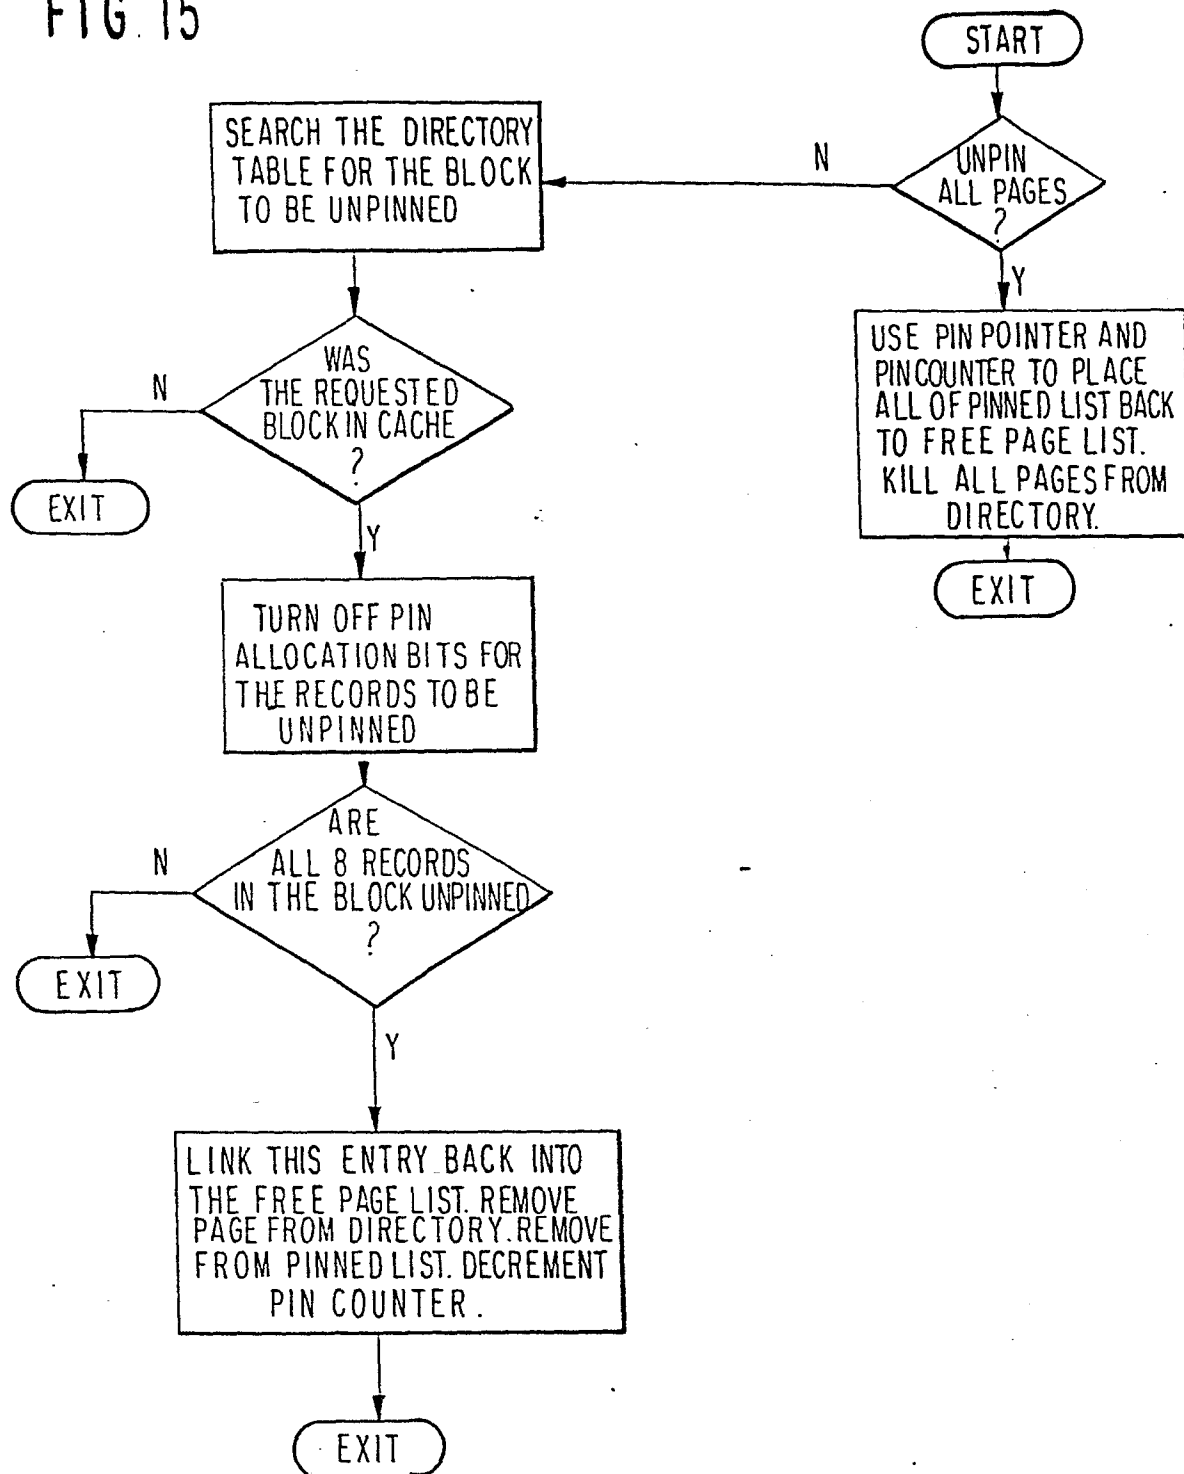 FIG. 15
START
UNPIN
ALL PAGES
?
N
Y
SEARCH THE DIRECTORY
TABLE FOR THE BLOCK
TO BE UNPINNED
USE PIN POINTER AND
PIN COUNTER TO PLACE
ALL OF PINNED LIST BACK
TO FREE PAGE LIST.
KILL ALL PAGES FROM
DIRECTORY.
EXIT
WAS
THE REQUESTED
BLOCK IN CACHE
?
N
EXIT
Y
TURN OFF PIN
ALLOCATION BITS FOR
THE RECORDS TO BE
UNPINNED
ARE
ALL 8 RECORDS
IN THE BLOCK UNPINNED
?
N
EXIT
Y
LINK THIS ENTRY BACK INTO
THE FREE PAGE LIST. REMOVE
PAGE FROM DIRECTORY. REMOVE
FROM PINNED LIST. DECREMENT
PIN COUNTER.
EXIT